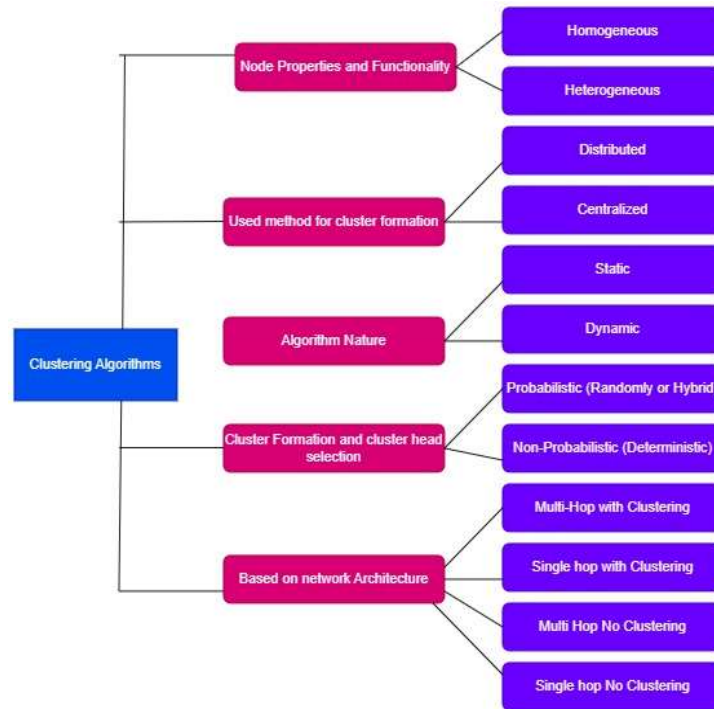 Homogeneous
Node Properties and Functionality
Heterogeneous
Distributed
Used method for cluster formation
Centralized
Static
Algorithm Nature
Dynamic
Clustering Algorithms
Probabilistic (Randomly or Hybrid
Cluster Formation and cluster head
selection
Non-Probabilistic (Deterministic)
Multi-Hop with Clustering
Single hop with Clustering
Based on network Architecture
Multi Hop No Clustering
Single hop No Clustering